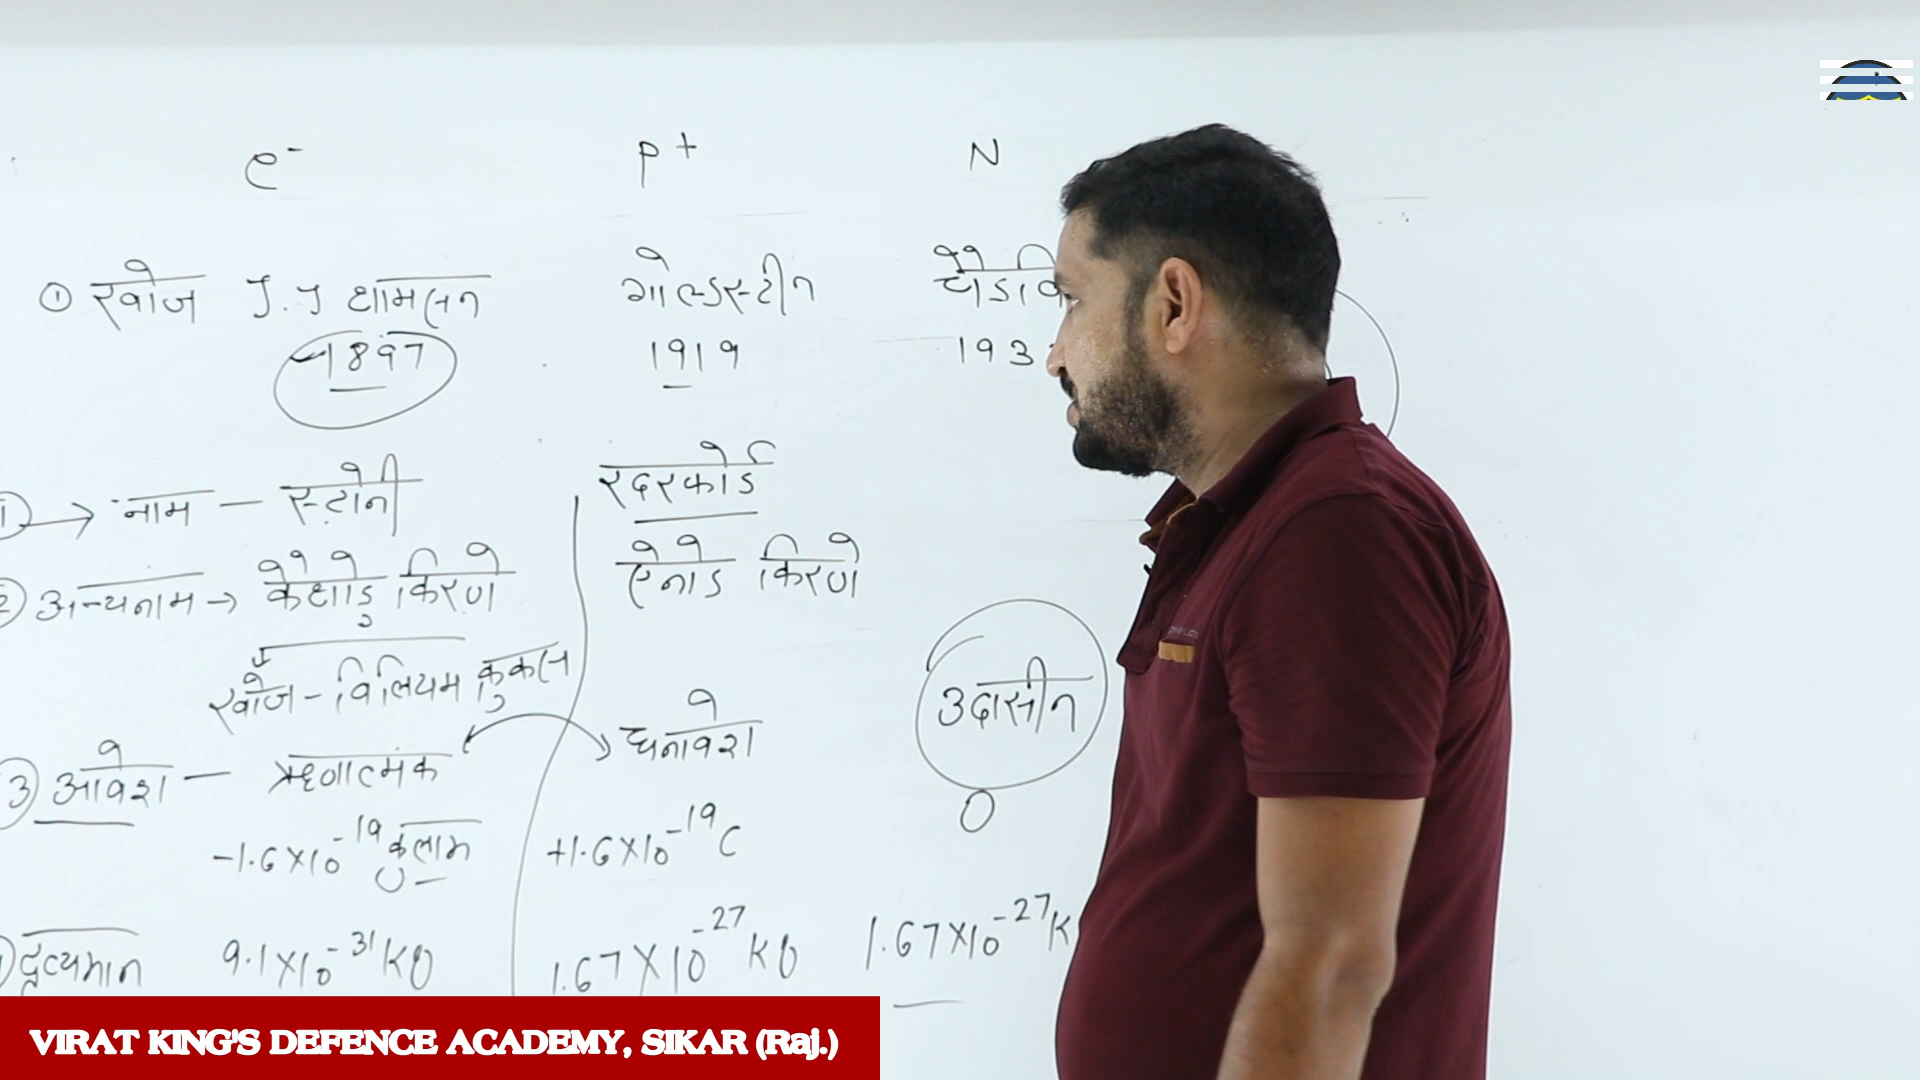 e⁻ p⁺ N
① खोज J.J थामसन गोल्डस्टीन
1897 1919 193
① → नाम – स्टोनी रदरफोर्ड
② अन्यनाम → कैथोड किरणे ऐनोड किरणे
खोज – विलियम क्रुक्स
उदासीन
③ आवेश – ऋणात्मक धनावेश
0
-1.6×10⁻¹⁹ कुलाम +1.6×10⁻¹⁹ C
द्रव्यमान 9.1×10⁻³¹ kg 1.67×10⁻²⁷ kg 1.67×10⁻²⁷ k
VIRAT KING'S DEFENCE ACADEMY, SIKAR (Raj.)